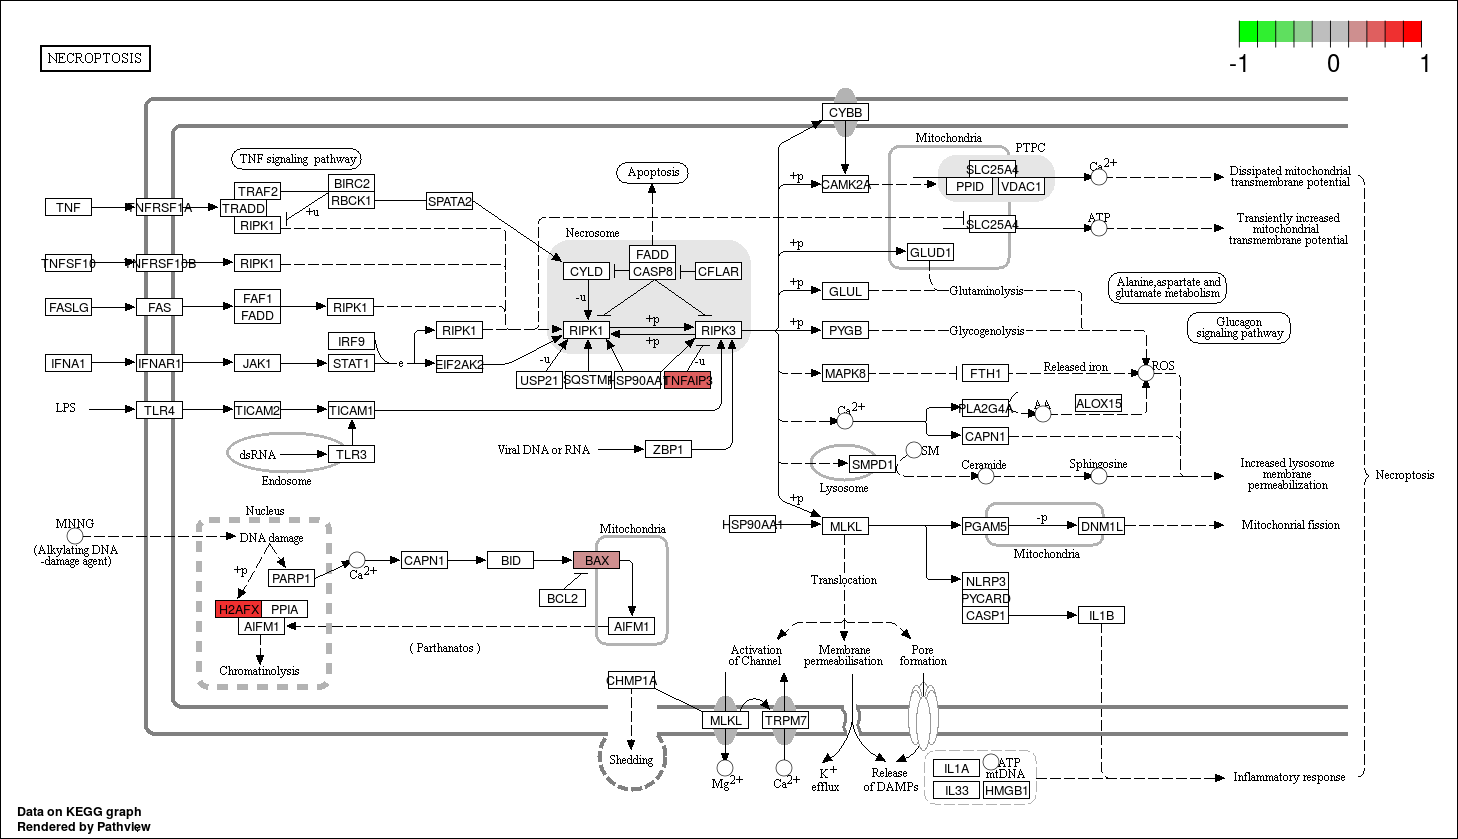 NECROPTOSIS
-1 0 1
CYBB
Mitochondria
PTPC
TNF signaling pathway
BIRC2
RBCK1
TRAF2
TRADD
RIPK1
+u
SPATA2
TNF
TNFRSF1A
Apoptosis
+p
CAMK2A
SLC25A4
PPID
VDAC1
Ca2+
Dissipated mitochondrial
transmembrane potential
SLC25A4
ATP
Transiently increased
mitochondrial
transmembrane potential
Necrosome
FADD
CASP8
CYLD
CFLAR
-u
+p
GLUD1
TNFSF10
TNFRSF10B
RIPK1
+p
GLUL
Glutaminolysis
Alanine,aspartate and
glutamate metabolism
FASLG
FAS
FAF1
FADD
RIPK1
RIPK1
RIPK1
+p
+p
RIPK3
+p
PYGB
Glycogenolysis
Glucagon
signaling pathway
IFNA1
IFNAR1
JAK1
IRF9
STAT1
e
EIF2AK2
-u
-u
USP21
SQSTM1
HSP90AA1
TNFAIP3
MAPK8
FTH1
Released iron
ROS
LPS
TLR4
TICAM2
TICAM1
Ca2+
PLA2G4A
AA
ALOX15
CAPN1
dsRNA
TLR3
Endosome
Viral DNA or RNA
ZBP1
SMPD1
SM
Lysosome
Ceramide
Sphingosine
Increased lysosome
membrane
permeabilization
Necroptosis
+p
HSP90AA1
MLKL
PGAM5
-p
DNM1L
Mitochondria
Mitochonrial fission
MNNG
(Alkylating DNA
-damage agent)
Nucleus
DNA damage
+p
PARP1
Ca2+
CAPN1
BID
BAX
Mitochondria
BCL2
H2AFX
PPIA
AIFM1
AIFM1
Chromatinolysis
( Parthanatos )
Translocation
NLRP3
PYCARD
CASP1
IL1B
Activation
of Channel
Membrane
permeabilisation
Pore
formation
CHMP1A
MLKL
TRPM7
Shedding
Mg2+
Ca2+
K+
efflux
Release
of DAMPs
IL1A
ATP
mtDNA
IL33
HMGB1
Inflammatory response
Data on KEGG graph
Rendered by Pathview